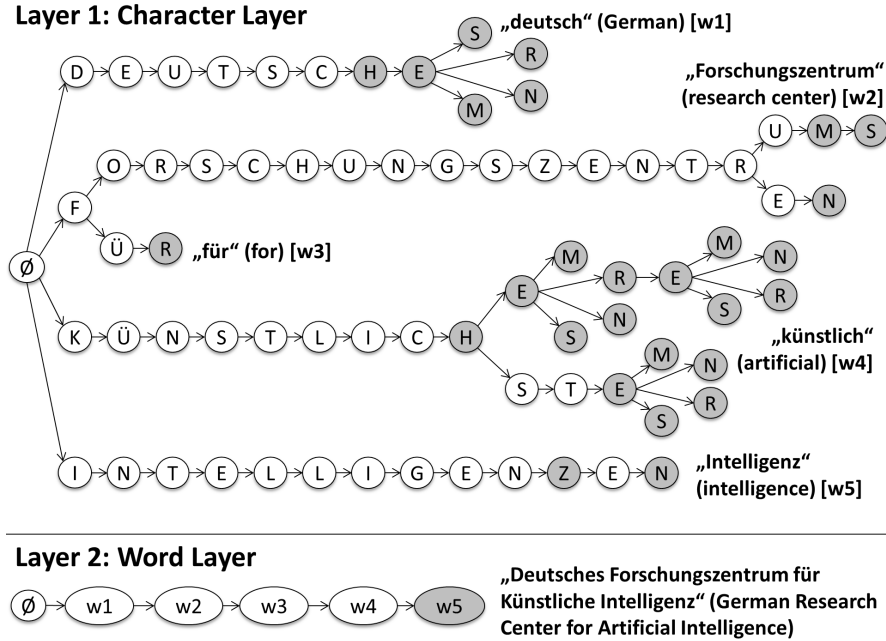 Layer 1: Character Layer
S
„deutsch“ (German) [w1]
R
D E U T S C H E
N
M
„Forschungszentrum“
(research center) [w2]
U M S
O R S C H U N G S Z E N T R
E N
F
Ü R
„für“ (for) [w3]
Ø
M
E
R E
N
S
M
N
R
S
K Ü N S T L I C H
„künstlich“
(artificial) [w4]
S T E
M
N
R
S
I N T E L L I G E N Z E N
„Intelligenz“
(intelligence) [w5]
Layer 2: Word Layer
Ø w1 w2 w3 w4 w5
„Deutsches Forschungszentrum für
Künstliche Intelligenz“ (German Research
Center for Artificial Intelligence)